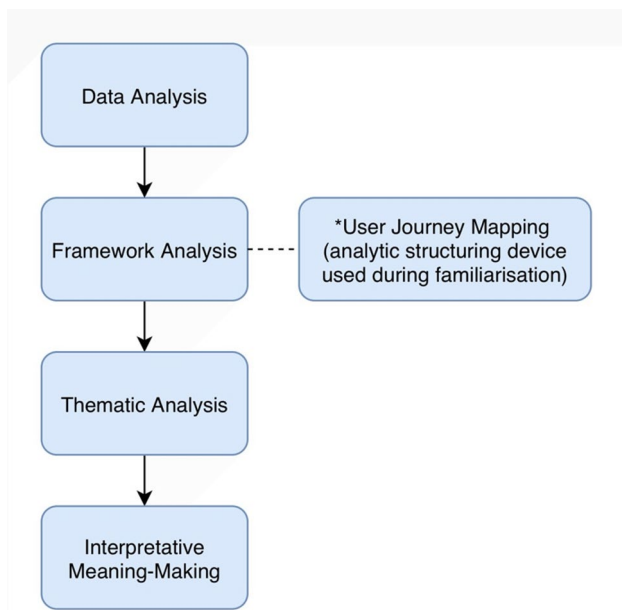 Data Analysis
Framework Analysis
*User Journey Mapping
(analytic structuring device
used during familiarisation)
Thematic Analysis
Interpretative
Meaning-Making